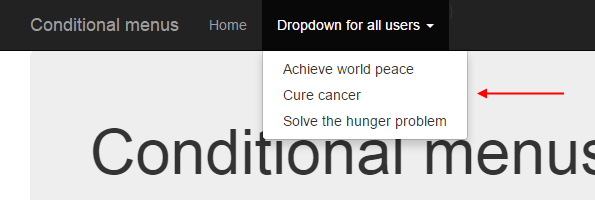 Conditional menus Home Dropdown for all users
Achieve world peace
Cure cancer
Solve the hunger problem
Conditional menus